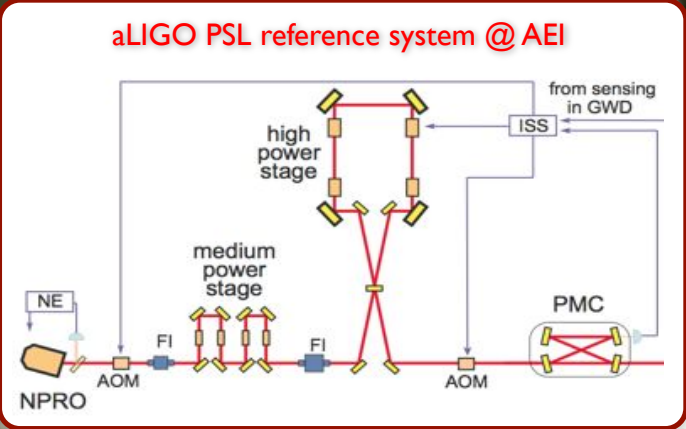 aLIGO PSL reference system @ AEI
from sensing
in GWD
ISS
high
power
stage
medium
power
stage
NE
FI
FI
PMC
AOM
AOM
NPRO